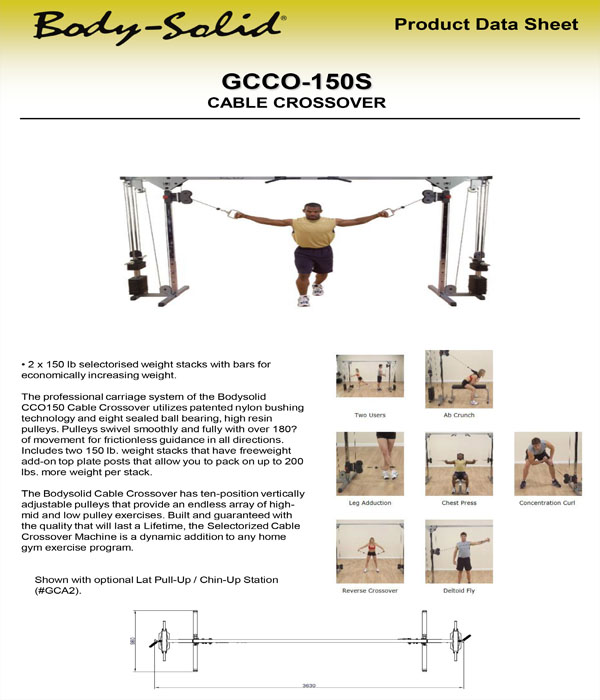 Body-Solid®
Product Data Sheet
GCCO-150S
CABLE CROSSOVER
• 2 x 150 lb selectorised weight stacks with bars for
economically increasing weight.
The professional carriage system of the Bodysolid
CCO150 Cable Crossover utilizes patented nylon bushing
technology and eight sealed ball bearing, high resin
pulleys. Pulleys swivel smoothly and fully with over 180?
of movement for frictionless guidance in all directions.
Includes two 150 lb. weight stacks that have freeweight
add-on top plate posts that allow you to pack on up to 200
lbs. more weight per stack.
The Bodysolid Cable Crossover has ten-position vertically
adjustable pulleys that provide an endless array of high-
mid and low pulley exercises. Built and guaranteed with
the quality that will last a Lifetime, the Selectorized Cable
Crossover Machine is a dynamic addition to any home
gym exercise program.
Shown with optional Lat Pull-Up / Chin-Up Station
(#GCA2).
Two Users
Ab Crunch
Leg Adduction
Chest Press
Concentration Curl
Reverse Crossover
Deltoid Fly
3630